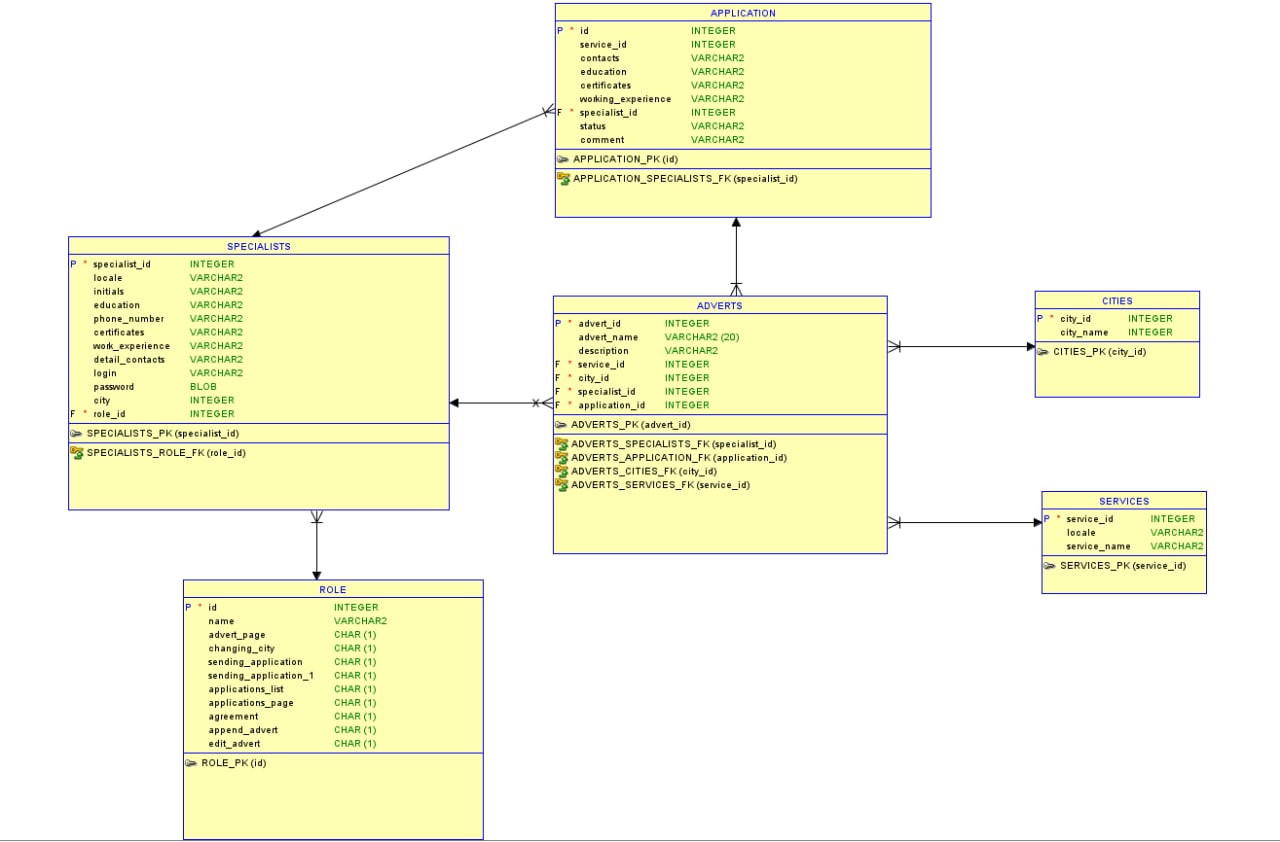 APPLICATION
P * id INTEGER
service_id INTEGER
contacts VARCHAR2
education VARCHAR2
certificates VARCHAR2
working_experience VARCHAR2
F * specialist_id INTEGER
status VARCHAR2
comment VARCHAR2
APPLICATION_PK (id)
APPLICATION_SPECIALISTS_FK (specialist_id)
SPECIALISTS
P * specialist_id INTEGER
locale VARCHAR2
initials VARCHAR2
education VARCHAR2
phone_number VARCHAR2
certificates VARCHAR2
work_experience VARCHAR2
detail_contacts VARCHAR2
login VARCHAR2
password BLOB
city INTEGER
F * role_id INTEGER
SPECIALISTS_PK (specialist_id)
SPECIALISTS_ROLE_FK (role_id)
ADVERTS
P * advert_id INTEGER
advert_name VARCHAR2 (20)
description VARCHAR2
F * service_id INTEGER
F * city_id INTEGER
F * specialist_id INTEGER
F * application_id INTEGER
ADVERTS_PK (advert_id)
ADVERTS_SPECIALISTS_FK (specialist_id)
ADVERTS_APPLICATION_FK (application_id)
ADVERTS_CITIES_FK (city_id)
ADVERTS_SERVICES_FK (service_id)
CITIES
P * city_id INTEGER
city_name INTEGER
CITIES_PK (city_id)
SERVICES
P * service_id INTEGER
locale VARCHAR2
service_name VARCHAR2
SERVICES_PK (service_id)
ROLE
P * id INTEGER
name VARCHAR2
advert_page CHAR (1)
changing_city CHAR (1)
sending_application CHAR (1)
sending_application_1 CHAR (1)
applications_list CHAR (1)
applications_page CHAR (1)
agreement CHAR (1)
append_advert CHAR (1)
edit_advert CHAR (1)
ROLE_PK (id)